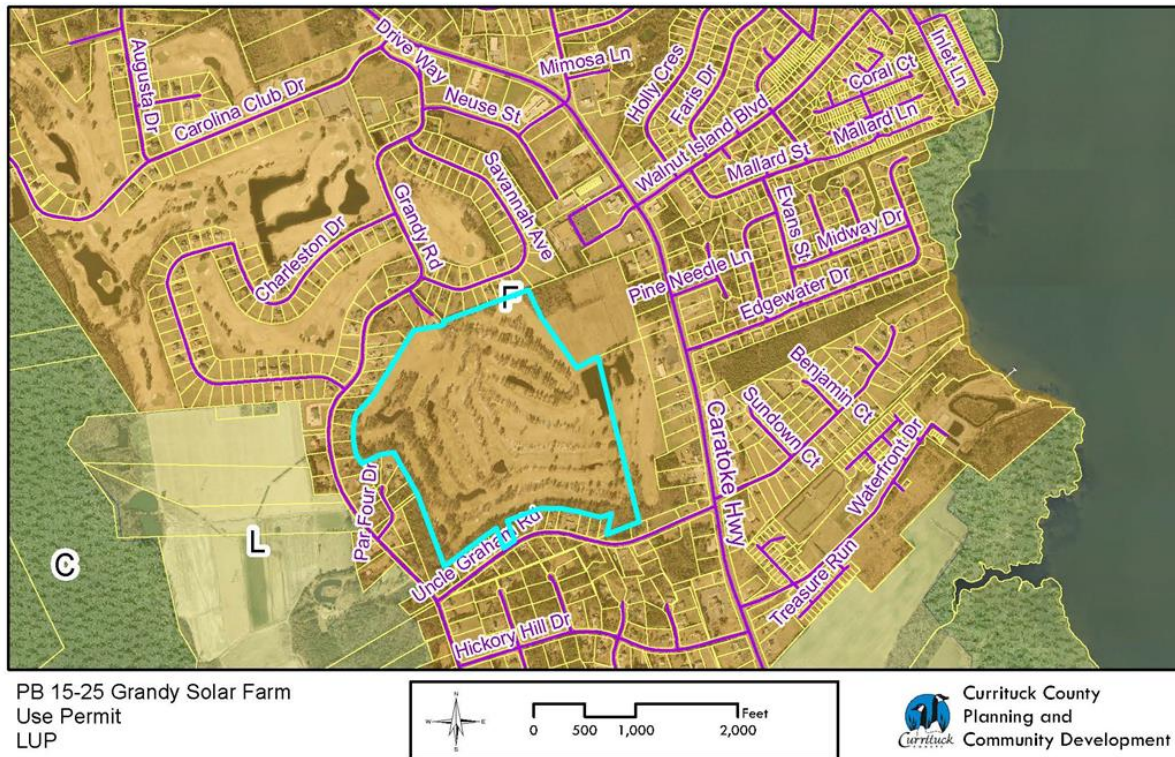 Augusta Dr
Carolina Club Dr
Drive Way
Neuse St
Mimosa Ln
Holly Cres
Faris Dr
Walnut Island Blvd
Coral Ct
Inlet Ln
Mallard Ln
Mallard St
Evans St
Midway Dr
Savannah Ave
Grandy Rd
Charleston Dr
Pine Needle Ln
Edgewater Dr
F
Benjamin Ct
Sundown Ct
Caratoke Hwy
Waterfront Dr
Par Four Dr
L
C
Uncle Graham Rd
Treasure Run
Hickory Hill Dr
PB 15-25 Grandy Solar Farm
Use Permit
LUP
N
W E
S
Feet
0 500 1,000 2,000
Currituck
COUNTY
Currituck County
Planning and
Community Development